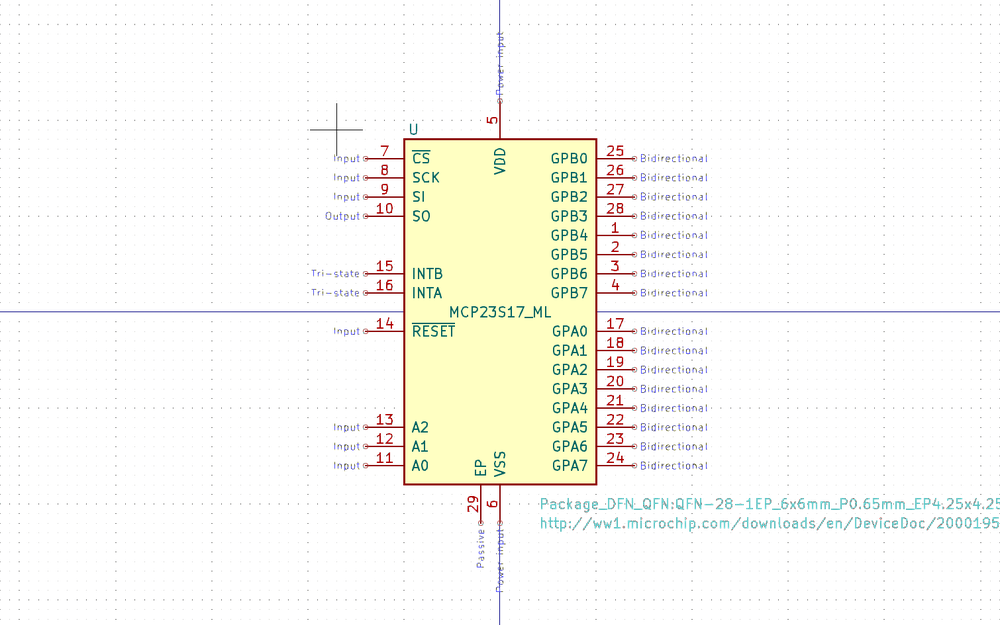 Power input
5
U
VDD
Input 7 CS GPB0 25 Bidirectional
Input 8 SCK GPB1 26 Bidirectional
Input 9 SI GPB2 27 Bidirectional
Output 10 SO GPB3 28 Bidirectional
GPB4 1 Bidirectional
GPB5 2 Bidirectional
Tri-state 15 INTB GPB6 3 Bidirectional
Tri-state 16 INTA GPB7 4 Bidirectional
MCP23S17_ML
Input 14 RESET GPA0 17 Bidirectional
GPA1 18 Bidirectional
GPA2 19 Bidirectional
GPA3 20 Bidirectional
GPA4 21 Bidirectional
Input 13 A2 GPA5 22 Bidirectional
Input 12 A1 GPA6 23 Bidirectional
Input 11 A0 GPA7 24 Bidirectional
EP VSS
29 6
Passive Power input
Package_DFN_QFN:QFN-28-1EP_6x6mm_P0.65mm_EP4.25x4.25
http://ww1.microchip.com/downloads/en/DeviceDoc/2000195